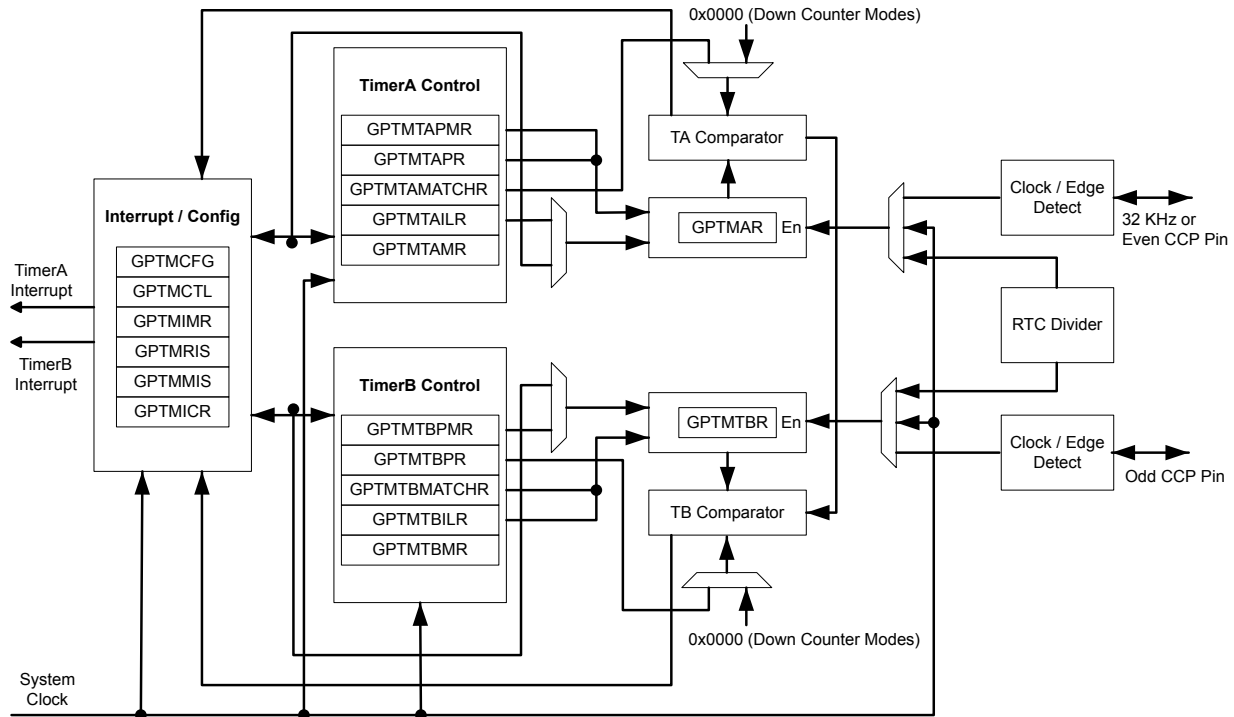 0x0000 (Down Counter Modes)
TimerA Control
GPTMTAPMR
GPTMTAPR
GPTMTAMATCHR
GPTMTAILR
GPTMTAMR
TA Comparator
GPTMAR
En
Clock / Edge
Detect
32 KHz or
Even CCP Pin
Interrupt / Config
GPTMCFG
GPTMCTL
GPTMIMR
GPTMRIS
GPTMMIS
GPTMICR
TimerA
Interrupt
TimerB
Interrupt
RTC Divider
TimerB Control
GPTMTBPMR
GPTMTBPR
GPTMTBMATCHR
GPTMTBILR
GPTMTBMR
GPTMTBR
En
TB Comparator
Clock / Edge
Detect
Odd CCP Pin
0x0000 (Down Counter Modes)
System
Clock